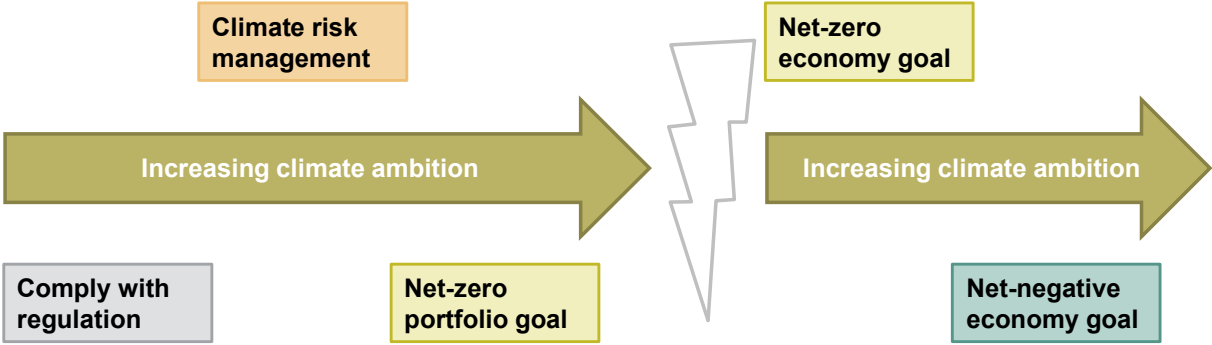 Climate risk
management
Net-zero
economy goal
Increasing climate ambition
Increasing climate ambition
Comply with
regulation
Net-zero
portfolio goal
Net-negative
economy goal